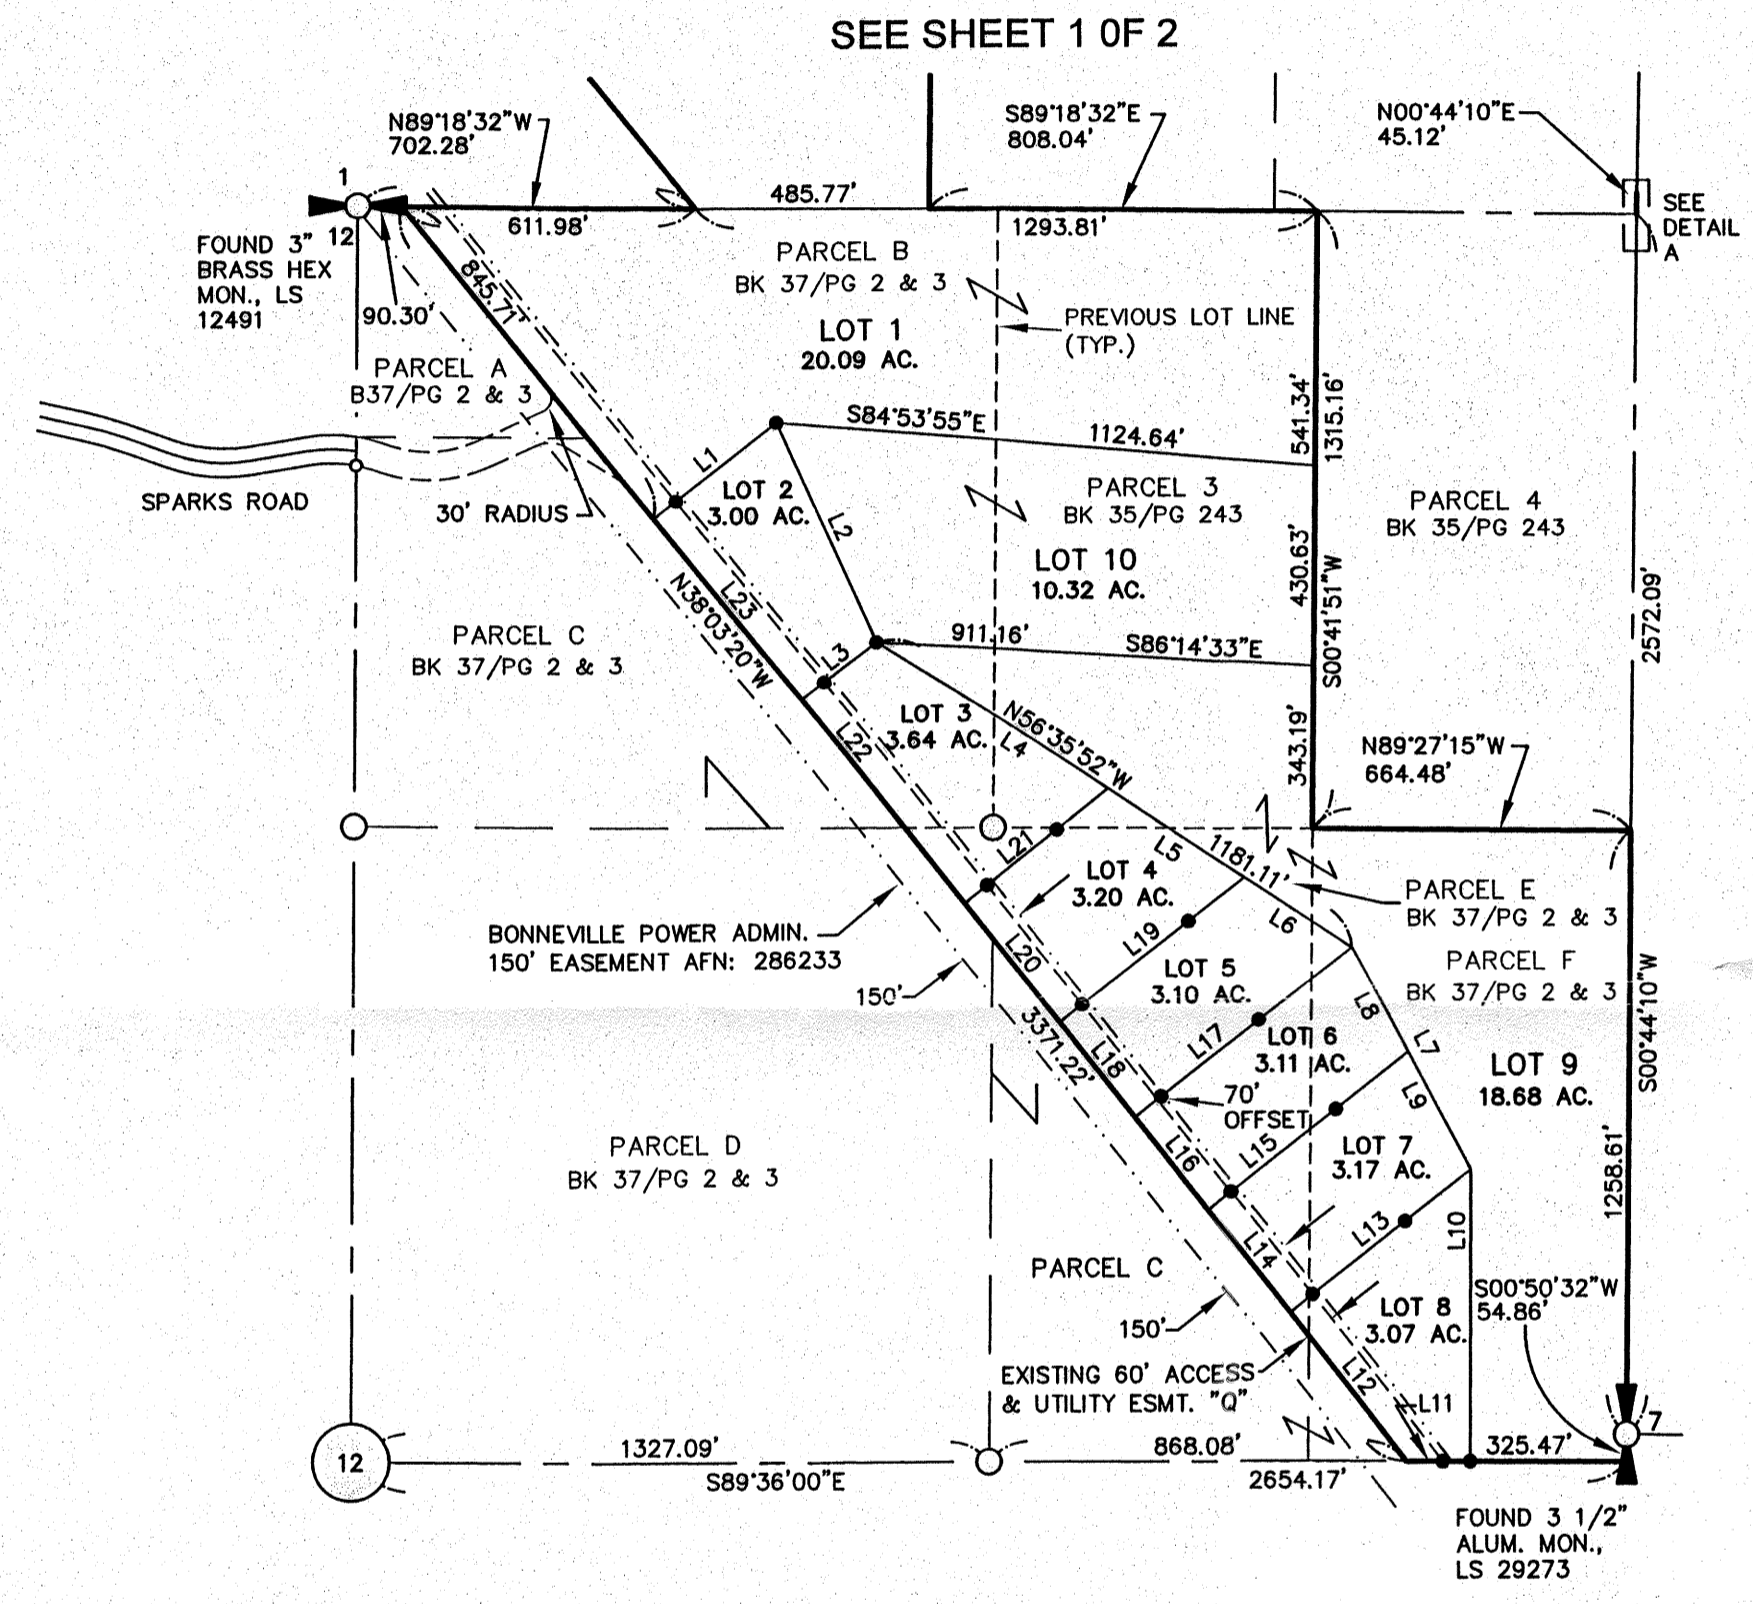 SEE SHEET 1 0F 2
N89°18'32"W
702.28'
S89°18'32"E
808.04'
N00°44'10"E
45.12'
1
12
485.77'
611.98'
1293.81'
SEE
DETAIL
A
FOUND 3"
BRASS HEX
MON., LS
12491
90.30'
845.71'
PARCEL B
BK 37/PG 2 & 3
LOT 1
20.09 AC.
PREVIOUS LOT LINE
(TYP.)
PARCEL A
B37/PG 2 & 3
541.34'
1315.16'
S84°53'55"E
1124.64'
L1
LOT 2
3.00 AC.
L2
PARCEL 3
BK 35/PG 243
PARCEL 4
BK 35/PG 243
SPARKS ROAD
30' RADIUS
LOT 10
10.32 AC.
430.63'
S00°41'51"W
2572.09'
L23
N38°03'20"W
PARCEL C
BK 37/PG 2 & 3
911.16'
S86°14'33"E
L3
LOT 3
3.64 AC.
L22
N56°35'52"W
L4
343.19'
N89°27'15"W
664.48'
L21
L5
1181.11'
LOT 4
3.20 AC.
PARCEL E
BK 37/PG 2 & 3
BONNEVILLE POWER ADMIN.
150' EASEMENT AFN: 286233
L19
L6
L20
150'
LOT 5
3.10 AC.
PARCEL F
BK 37/PG 2 & 3
S00°44'10"W
3371.22'
L18
L17
L8
L7
LOT 6
3.11 AC.
LOT 9
18.68 AC.
70'
OFFSET
L9
L16
L15
PARCEL D
BK 37/PG 2 & 3
LOT 7
3.17 AC.
1258.61'
L14
L13
L10
PARCEL C
150'
S00°50'32"W
54.86'
LOT 8
3.07 AC.
EXISTING 60' ACCESS
& UTILITY ESMT. "Q"
L12
L11
7
12
1327.09'
S89°36'00"E
868.08'
2654.17'
325.47'
FOUND 3 1/2"
ALUM. MON.,
LS 29273